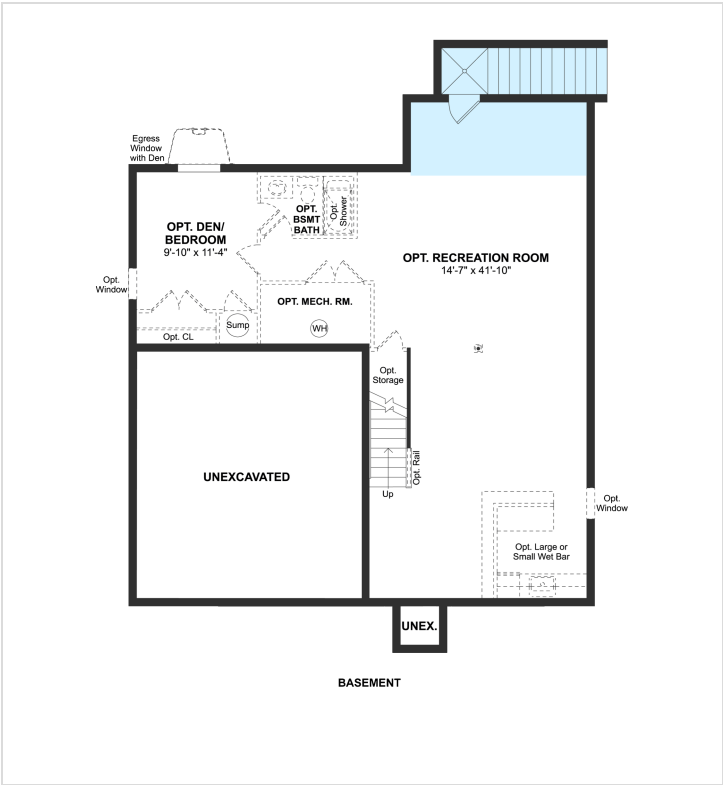 Egress
Window
with Den
OPT. DEN/
BEDROOM
9'-10" x 11'-4"
OPT.
BSMT
BATH
Opt.
Shower
OPT. RECREATION ROOM
14'-7" x 41'-10"
Opt.
Window
OPT. MECH. RM.
Sump
WH
Opt. CL
Opt.
Storage
UNEXCAVATED
Opt. Rail
Up
Opt.
Window
Opt. Large or
Small Wet Bar
UNEX.
BASEMENT